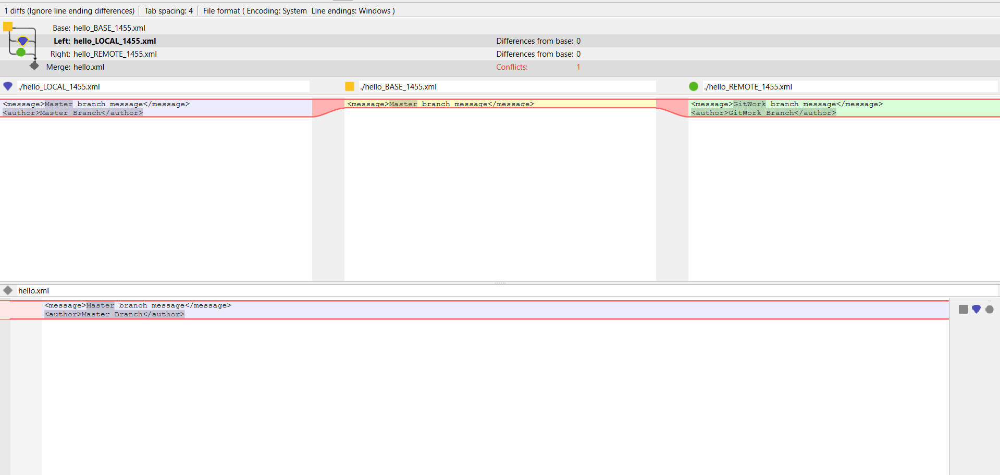 1 diffs (Ignore line ending differences) Tab spacing: 4 File format ( Encoding: System Line endings: Windows )
Base: hello_BASE_1455.xml
Left: hello_LOCAL_1455.xml Differences from base: 0
Right: hello_REMOTE_1455.xml Differences from base: 0
Merge: hello.xml Conflicts: 1
./hello_LOCAL_1455.xml
<message>Master branch message</message>
<author>Master Branch</author>
./hello_BASE_1455.xml
<message>Master branch message</message>
./hello_REMOTE_1455.xml
<message>GitWork branch message</message>
<author>GitWork Branch</author>
hello.xml
<message>Master branch message</message>
<author>Master Branch</author>